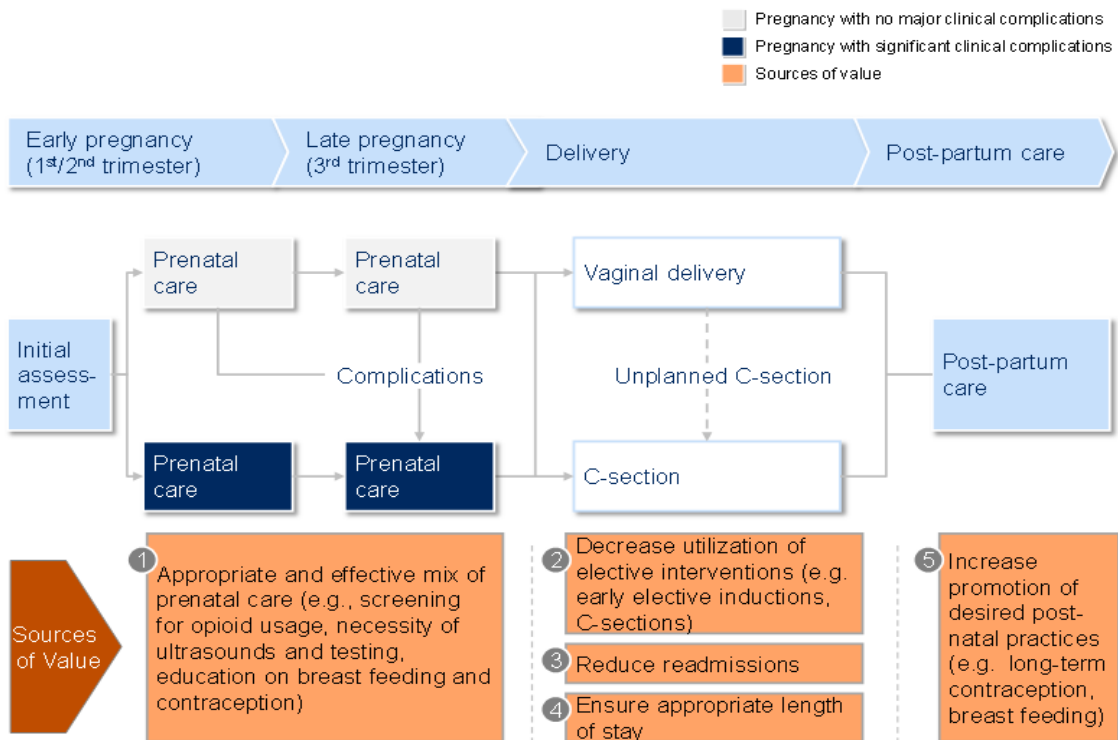 Pregnancy with no major clinical complications
Pregnancy with significant clinical complications
Sources of value
Early pregnancy
(1st/2nd trimester)
Late pregnancy
(3rd trimester)
Delivery
Post-partum care
Prenatal
care
Prenatal
care
Vaginal delivery
Initial
assess-
ment
Complications
Unplanned C-section
Post-partum
care
Prenatal
care
Prenatal
care
C-section
Sources
of Value
1
Appropriate and effective mix of
prenatal care (e.g., screening
for opioid usage, necessity of
ultrasounds and testing,
education on breast feeding and
contraception)
2
Decrease utilization of
elective interventions (e.g.
early elective inductions,
C-sections)
3
Reduce readmissions
4
Ensure appropriate length
of stay
5
Increase
promotion of
desired post-
natal practices
(e.g. long-term
contraception,
breast feeding)